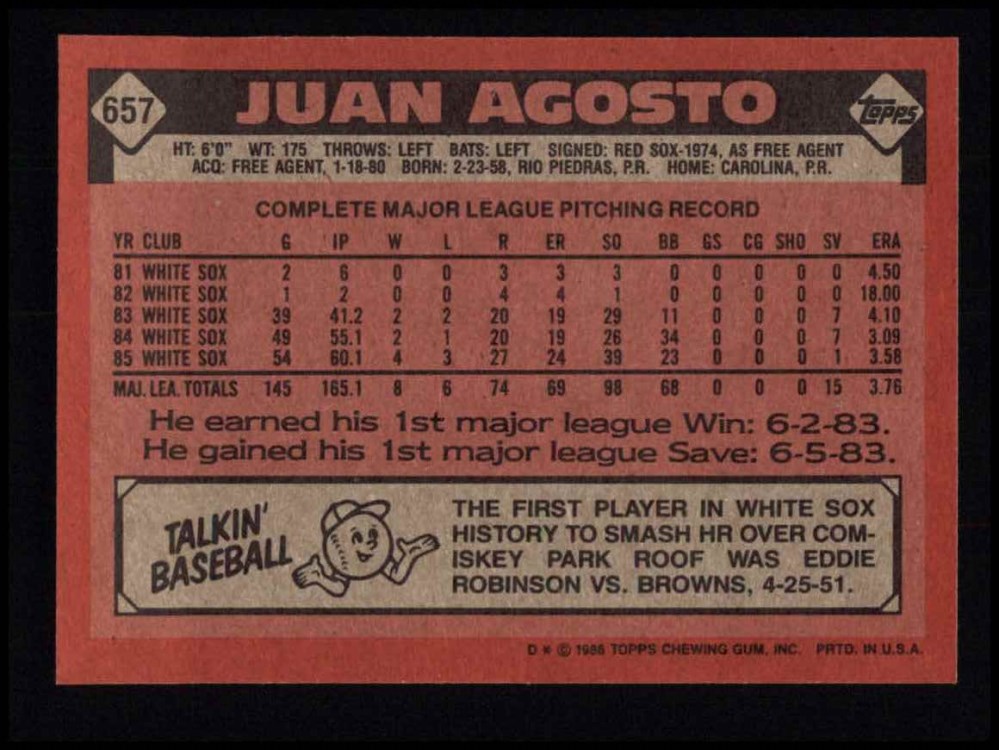 657
JUAN AGOSTO
topps
HT: 6'0" WT: 175 THROWS: LEFT BATS: LEFT SIGNED: RED SOX-1974, AS FREE AGENT
ACQ: FREE AGENT, 1-18-80 BORN: 2-23-58, RIO PIEDRAS, P.R. HOME: CAROLINA, P.R.
COMPLETE MAJOR LEAGUE PITCHING RECORD
YR CLUB G IP W L R ER SO BB GS CG SHO SV ERA
81 WHITE SOX 2 6 0 0 3 3 3 0 0 0 0 0 4.50
82 WHITE SOX 1 2 0 0 4 4 1 0 0 0 0 0 18.00
83 WHITE SOX 39 41.2 2 2 20 19 29 11 0 0 0 7 4.10
84 WHITE SOX 49 55.1 2 1 20 19 26 34 0 0 0 7 3.09
85 WHITE SOX 54 60.1 4 3 27 24 39 23 0 0 0 1 3.58
MAJ. LEA. TOTALS 145 165.1 8 6 74 69 98 68 0 0 0 15 3.76
He earned his 1st major league Win: 6-2-83.
He gained his 1st major league Save: 6-5-83.
TALKIN'
BASEBALL
THE FIRST PLAYER IN WHITE SOX
HISTORY TO SMASH HR OVER COM-
ISKEY PARK ROOF WAS EDDIE
ROBINSON VS. BROWNS, 4-25-51.
D * © 1986 TOPPS CHEWING GUM, INC. PRTD. IN U.S.A.